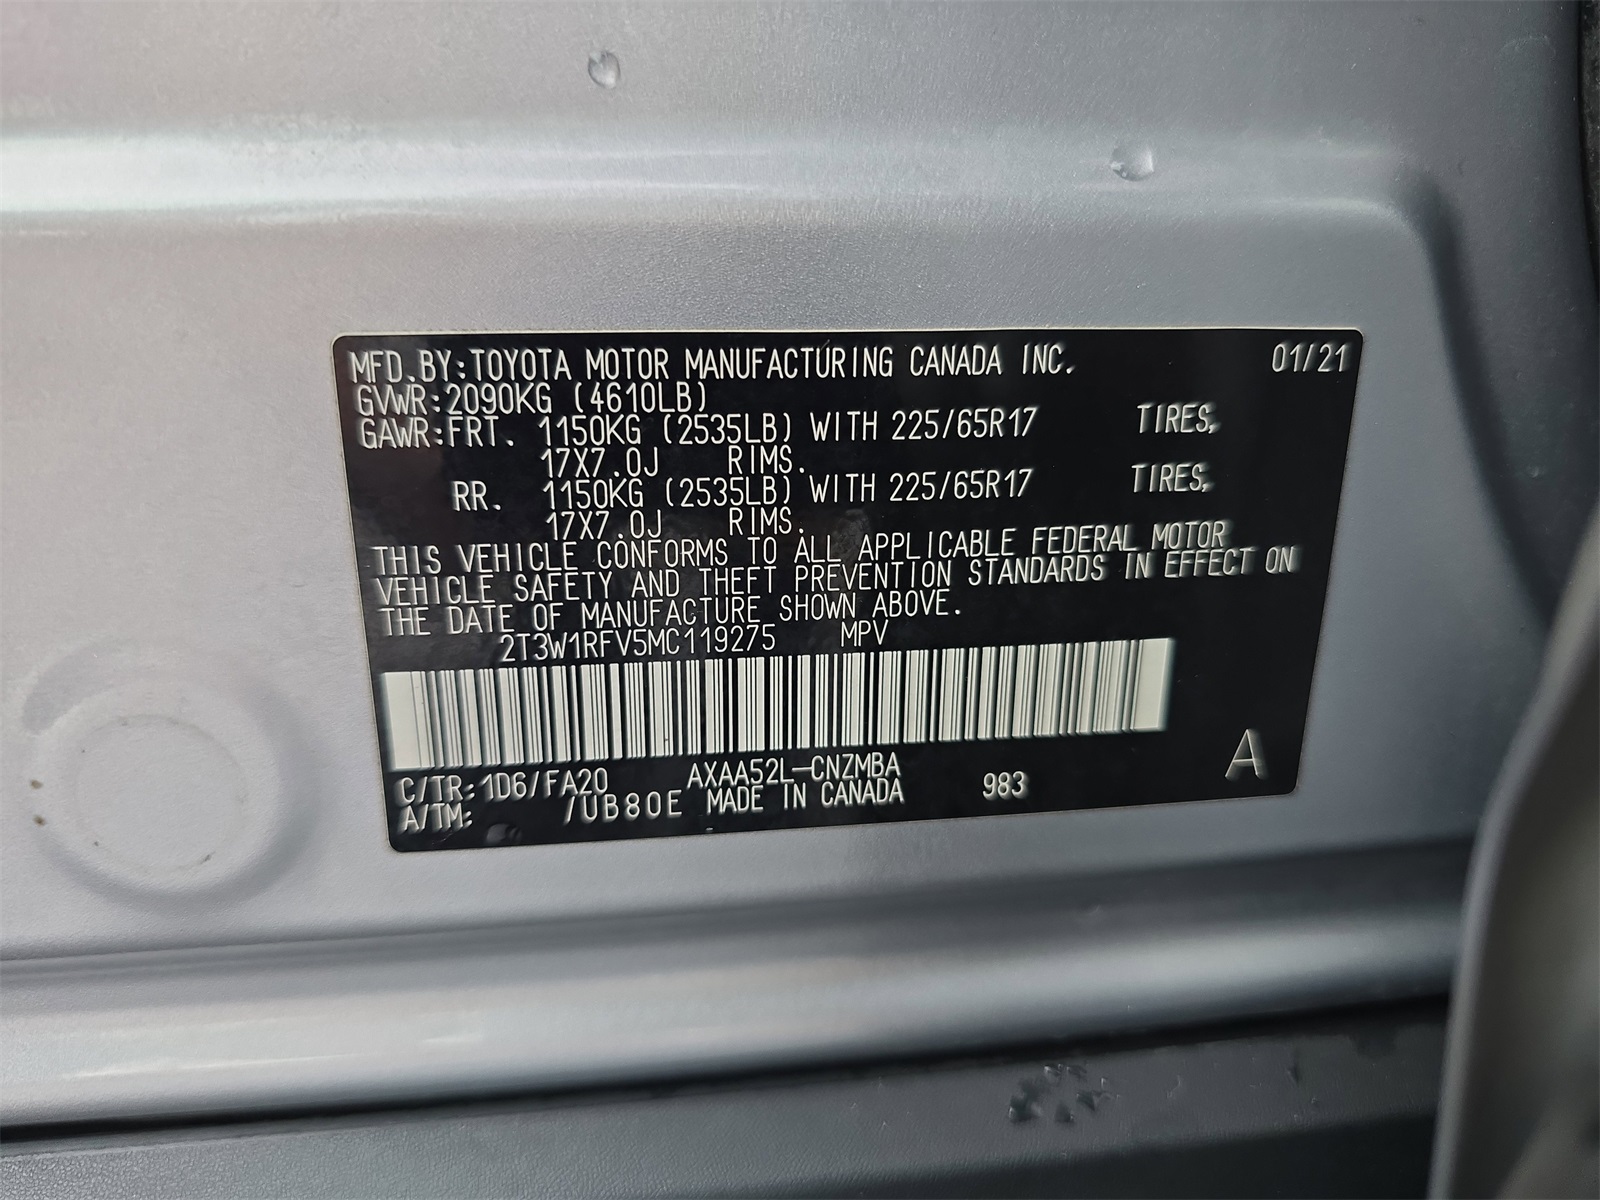 MFD.BY:TOYOTA MOTOR MANUFACTURING CANADA INC. 01/21
GVWR:2090KG (4610LB)
GAWR:FRT. 1150KG (2535LB) WITH 225/65R17 TIRES,
17X7.0J RIMS.
RR. 1150KG (2535LB) WITH 225/65R17 TIRES,
17X7.0J RIMS.
THIS VEHICLE CONFORMS TO ALL APPLICABLE FEDERAL MOTOR
VEHICLE SAFETY AND THEFT PREVENTION STANDARDS IN EFFECT ON
THE DATE OF MANUFACTURE SHOWN ABOVE.
2T3W1RFV5MC119275 MPV
C/TR:1D6/FA20 AXAA52L-CNZMBA
A/TM: /UB80E MADE IN CANADA 983 A